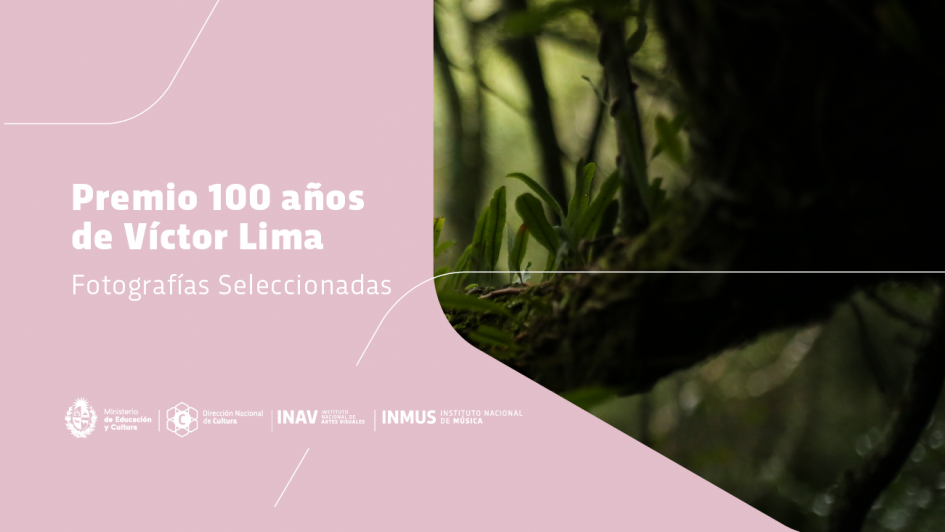 Premio 100 años
de Víctor Lima
Fotografías Seleccionadas
Ministerio
de Educación
y Cultura
Dirección Nacional
de Cultura
INAV
INSTITUTO
NACIONAL DE
ARTES VISUALES
INMUS
INSTITUTO NACIONAL
DE MÚSICA